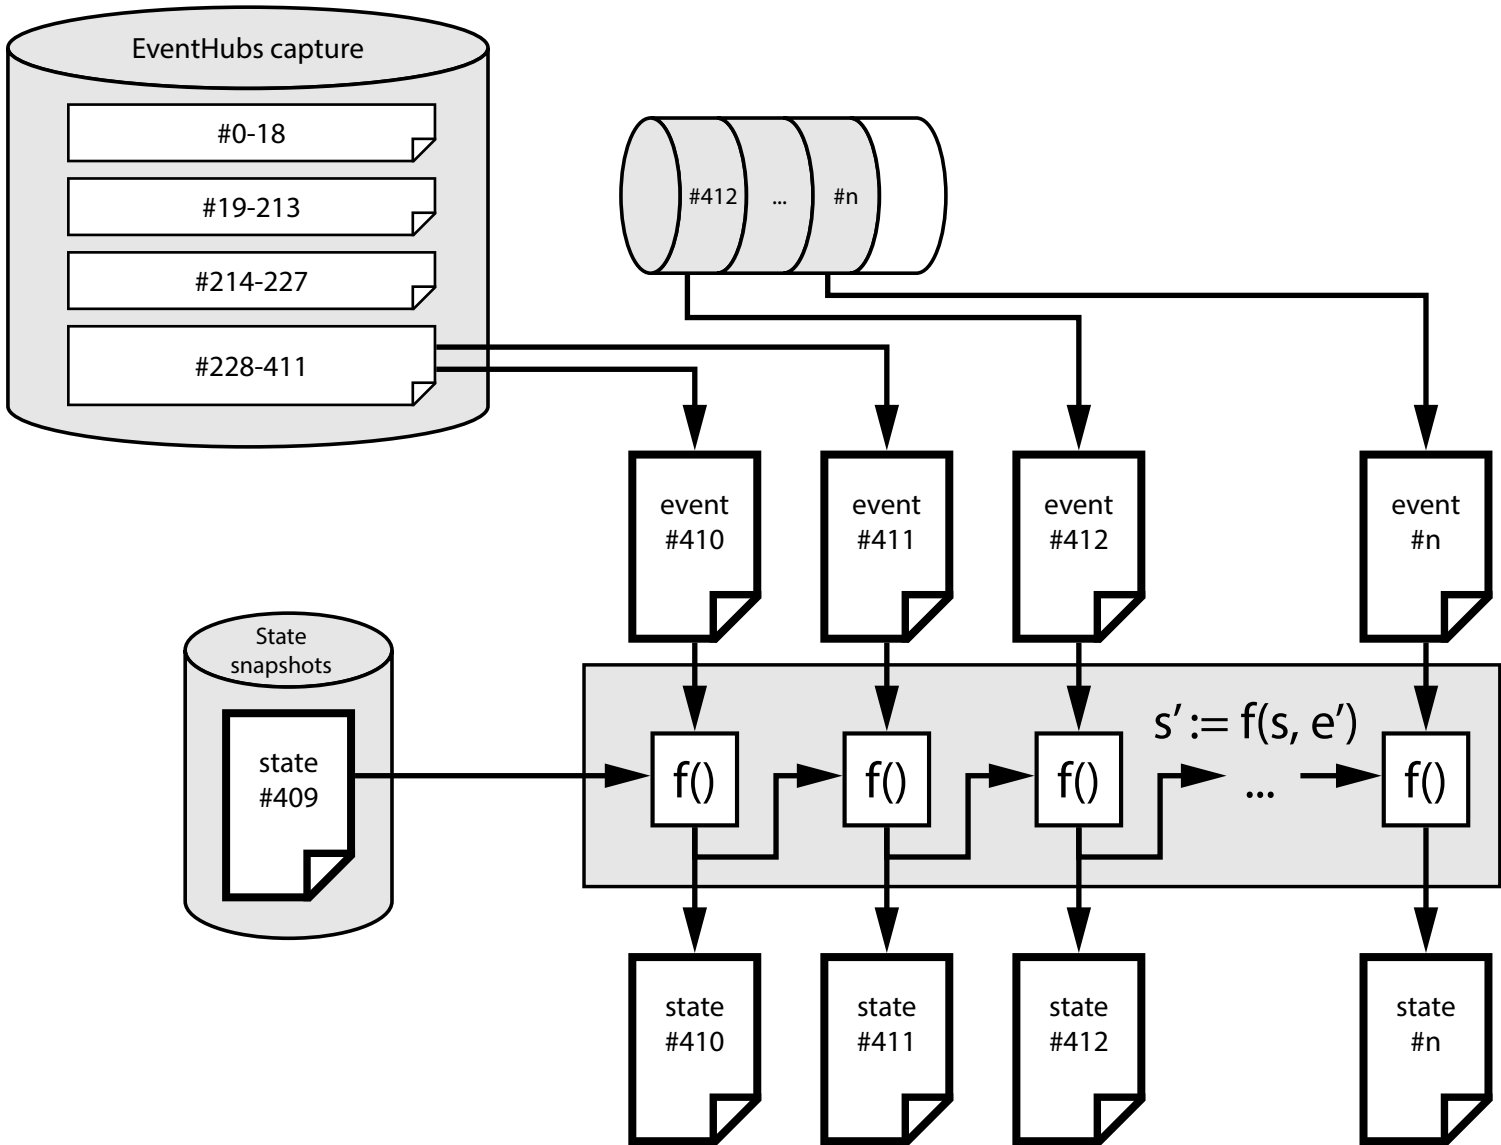 EventHubs capture
#0-18
#19-213
#214-227
#228-411
#412
...
#n
event
#410
event
#411
event
#412
event
#n
State
snapshots
state
#409
s’ := f(s, e’)
f()
f()
f()
...
f()
state
#410
state
#411
state
#412
state
#n